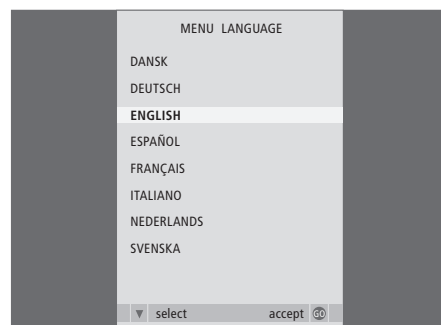 MENU LANGUAGE
DANSK
DEUTSCH
ENGLISH
ESPAÑOL
FRANÇAIS
ITALIANO
NEDERLANDS
SVENSKA
▼ select accept GO